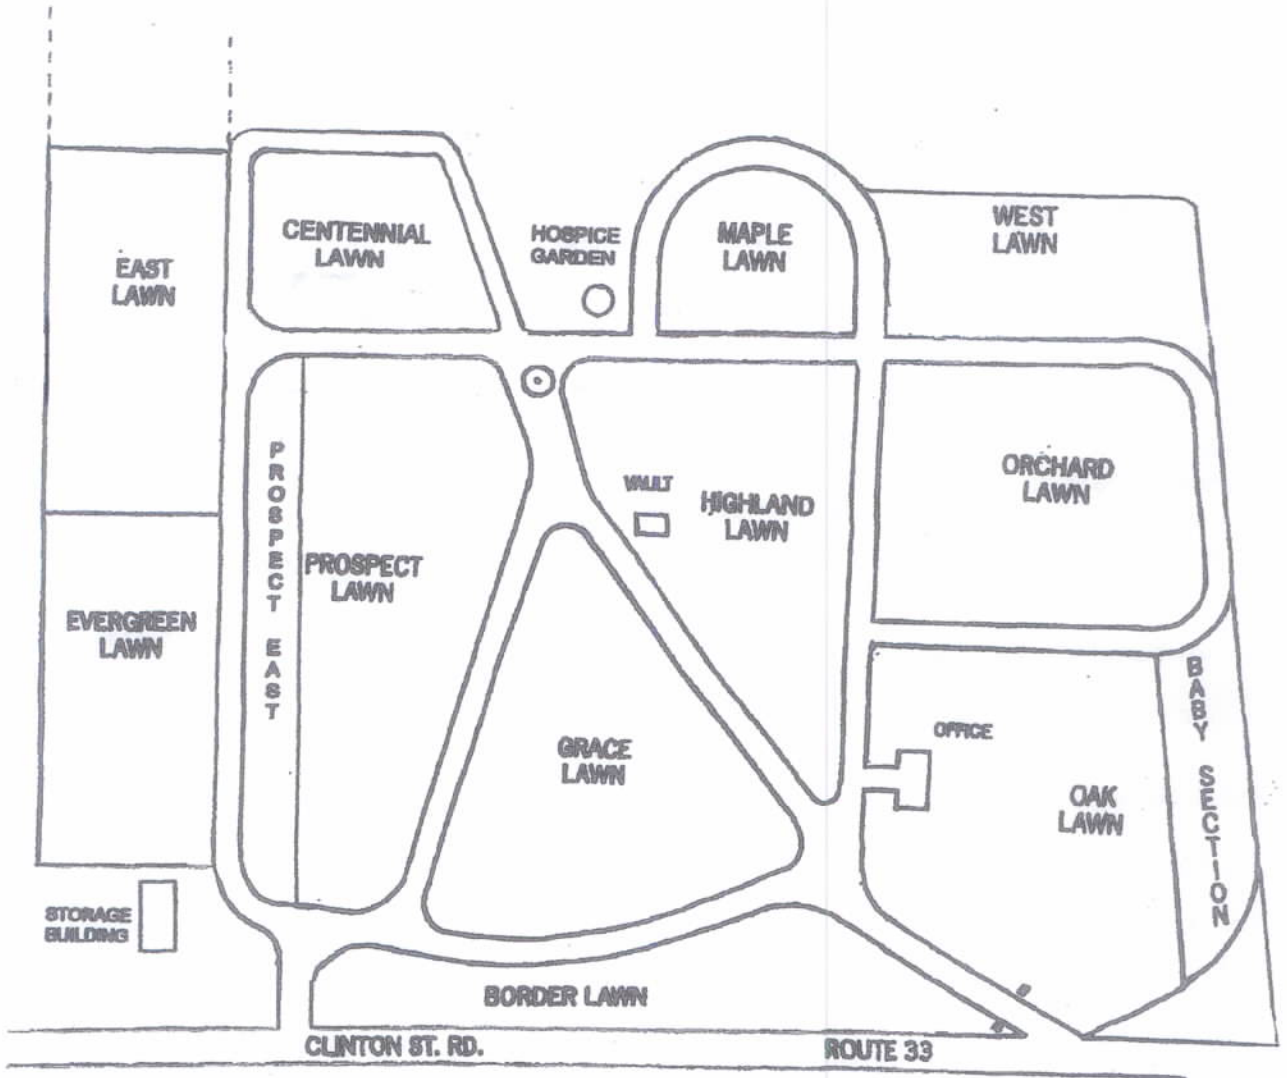 CENTENNIAL
LAWN
HOSPICE
GARDEN
MAPLE
LAWN
WEST
LAWN
EAST
LAWN
PROSPECT EAST
PROSPECT
LAWN
VAULT
HIGHLAND
LAWN
ORCHARD
LAWN
EVERGREEN
LAWN
GRACE
LAWN
OFFICE
OAK
LAWN
BABY SECTION
STORAGE
BUILDING
BORDER LAWN
CLINTON ST. RD.
ROUTE 33